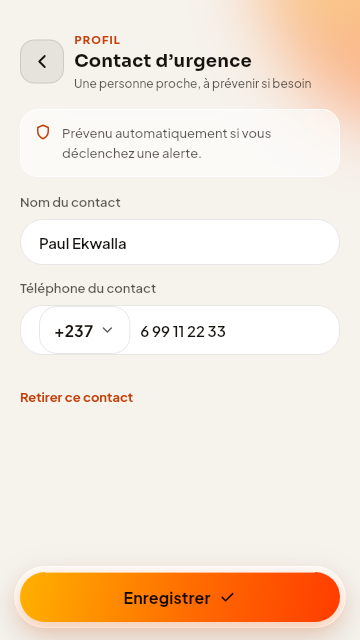 PROFIL
Contact d’urgence
Une personne proche, à prévenir si besoin
Prévenu automatiquement si vous
déclenchez une alerte.
Nom du contact
Paul Ekwalla
Téléphone du contact
+237 6 99 11 22 33
Retirer ce contact
Enregistrer